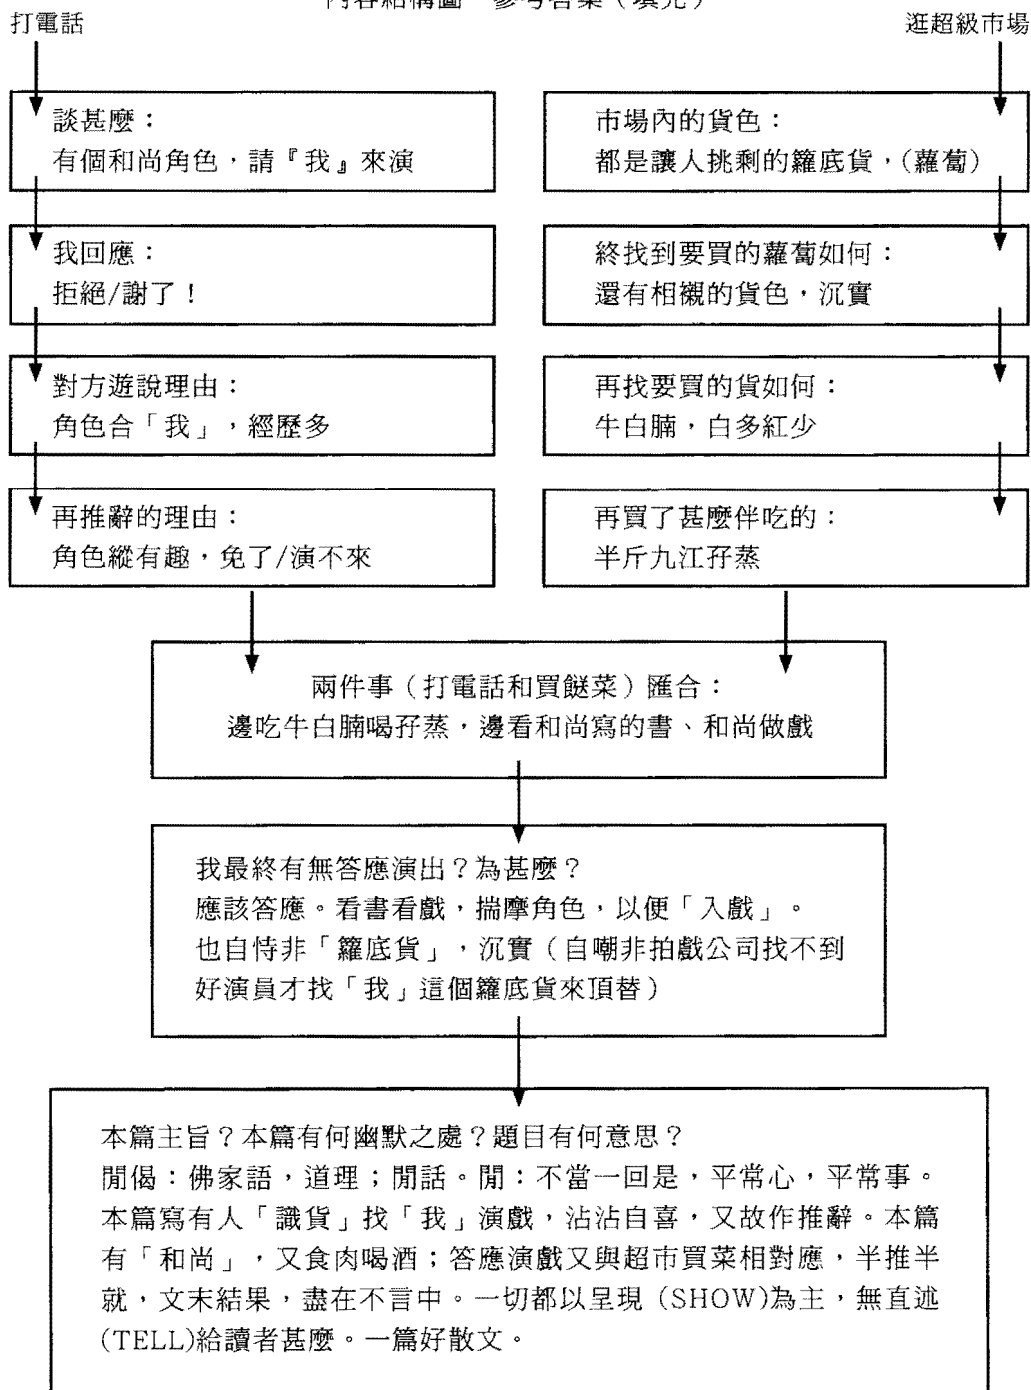 內容結構圖 參考答案（填充）
打電話
逛超級市場
談甚麼：
有個和尚角色，請『我』來演
市場內的貨色：
都是讓人挑剩的籮底貨，(蘿蔔)
我回應：
拒絕/謝了！
終找到要買的蘿蔔如何：
還有相襯的貨色，沉實
對方遊說理由：
角色合「我」，經歷多
再找要買的貨如何：
牛白腩，白多紅少
再推辭的理由：
角色縱有趣，免了/演不來
再買了甚麼伴吃的：
半斤九江孖蒸
兩件事（打電話和買餸菜）匯合：
邊吃牛白腩喝孖蒸，邊看和尚寫的書、和尚做戲
我最終有無答應演出？為甚麼？
應該答應。看書看戲，揣摩角色，以便「入戲」。
也自恃非「籮底貨」，沉實（自嘲非拍戲公司找不到
好演員才找「我」這個籮底貨來頂替）
本篇主旨？本篇有何幽默之處？題目有何意思？
閒偈：佛家語，道理；閒話。閒：不當一回是，平常心，平常事。
本篇寫有人「識貨」找「我」演戲，沾沾自喜，又故作推辭。本篇
有「和尚」，又食肉喝酒；答應演戲又與超市買菜相對應，半推半
就，文末結果，盡在不言中。一切都以呈現 (SHOW)為主，無直述
(TELL)給讀者甚麼。一篇好散文。